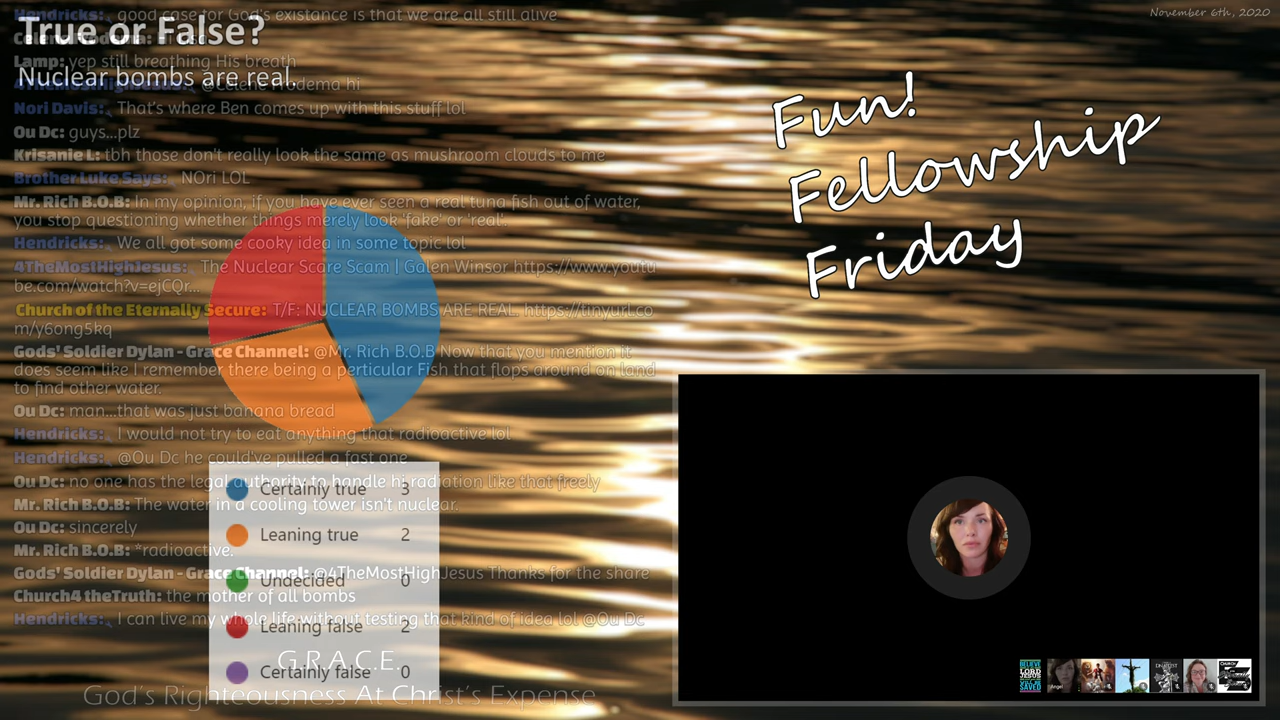 Hendricks: good case for God's existance is that we are all still alive
True or False?
Lamp: yep still breathing His breath
Nuclear bombs are real.
4TheMostHighJesus: @Celene Hodema hi
Nori Davis: That's where Ben comes up with this stuff lol
Ou Dc: guys...plz
Krisanie L: tbh those don't really look the same as mushroom clouds to me
Brother Luke Says: NOri LOL
Mr. Rich B.O.B: In my opinion, if you have ever seen a real tuna fish out of water,
you stop questioning whether things merely look 'fake' or 'real'.
Hendricks: We all got some cooky idea in some topic lol
4TheMostHighJesus: The Nuclear Scare Scam | Galen Winsor https://www.youtu
be.com/watch?v=ejCQr...
Church of the Eternally Secure: T/F: NUCLEAR BOMBS ARE REAL, https://tinyurl.co
m/y6ong5kq
Gods' Soldier Dylan - Grace Channel: @Mr. Rich B.O.B Now that you mention it
does seem like I remember there being a perticular Fish that flops around on land
to find other water.
Ou Dc: man...that was just banana bread
Hendricks: I would not try to eat anything that radioactive lol
Hendricks: @Ou Dc he could've pulled a fast one
Ou Dc: no one has the legal authority to handle hi radiation like that freely
Mr. Rich B.O.B: The water in a cooling tower isn't nuclear.
Ou Dc: sincerely
Mr. Rich B.O.B: *radioactive.
Gods' Soldier Dylan - Grace Channel: @4TheMostHighJesus Thanks for the share
Church4 theTruth: the mother of all bombs
Hendricks: I can live my whole life without testing that kind of idea lol @Ou Dc
Certainly true 3
Leaning true 2
Undecided 0
Leaning false 2
Certainly false 0
G.R.A.C.E.
God's Righteousness At Christ's Expense
November 6th, 2020
Fun!
Fellowship
Friday
BELIEVE
LORD
JESUS
SAVED